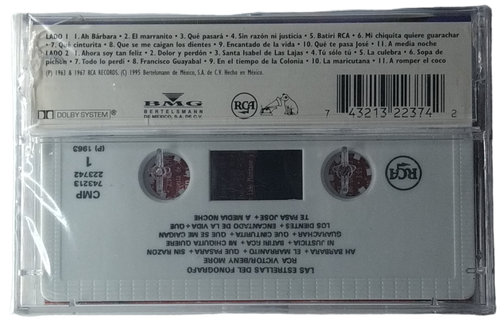 LADO 1 1. Ah Bárbara • 2. El marranito • 3. Qué pasará • 4. Sin razón ni justicia • 5. Batiri RCA • 6. Mi chiquita quiere guarachar
• 7. Qué cinturita • 8. Que se me caigan los dientes • 9. Encantado de la vida • 10. Qué te pasa José • 11. A media noche
LADO 2 1. Ahora soy tan feliz • 2. Dolor y perdón • 3. Santa Isabel de las Lajas • 4. Tú sólo tú • 5. La culebra • 6. Sopa de
pichón • 7. Todo lo perdí • 8. Francisco Guayabal • 9. En el tiempo de la Colonia • 10. La maricutana • 11. A romper el coco
(P) 1963 & 1967 RCA RECORDS. (C) 1995 Bertelsmann de México, S.A. de C.V. Hecho en México.
DOLBY SYSTEM
BMG
BERTELSMANN
DE MEXICO, S.A. DE C.V.
RCA
7 43213 22374 2
RCA
CMP
743213
223742
1
(P) 1963
LAS ESTRELLAS DEL FONOGRAFO
RCA VICTOR/BENY MORE
AH BARBARA • EL MARRANITO • QUE PASARA • SIN RAZON
NI JUSTICIA • BATIRI RCA • MI CHIQUITA QUIERE
GUARACHAR • QUE CINTURITA • QUE SE ME CAIGAN
LOS DIENTES • ENCANTADO DE LA VIDA • QUE
TE PASA JOSE • A MEDIA NOCHE